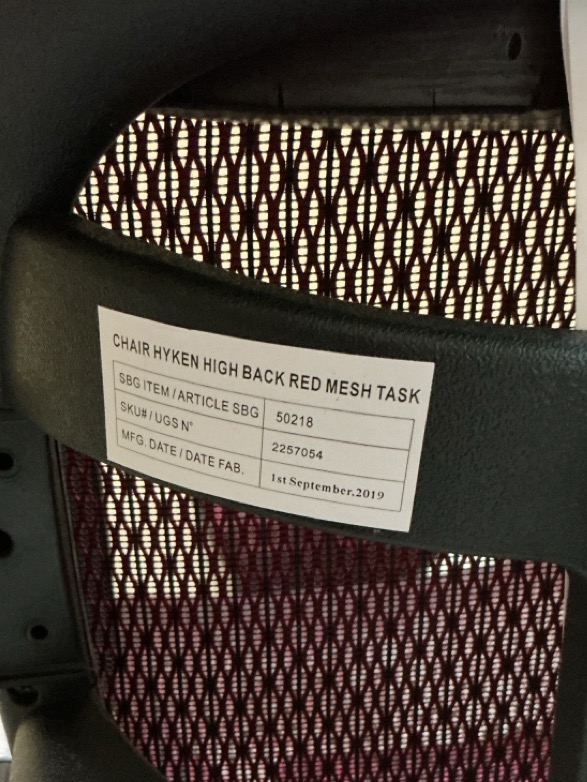 CHAIR HYKEN HIGH BACK RED MESH TASK
SBG ITEM / ARTICLE SBG 50218
SKU# / UGS N° 2257054
MFG. DATE / DATE FAB. 1st September.2019